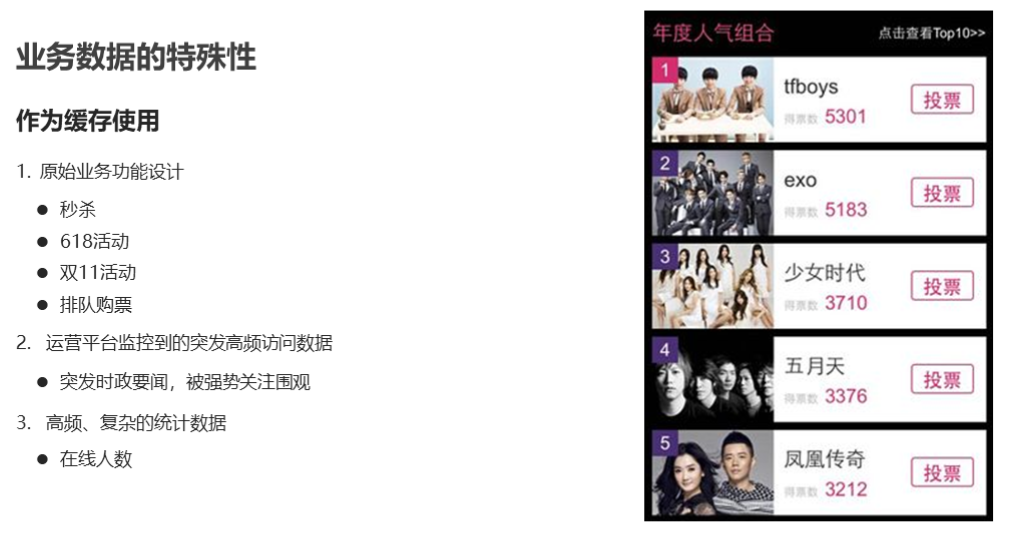 业务数据的特殊性
作为缓存使用
1. 原始业务功能设计
● 秒杀
● 618活动
● 双11活动
● 排队购票
2. 运营平台监控到的突发高频访问数据
● 突发时政要闻，被强势关注围观
3. 高频、复杂的统计数据
● 在线人数
年度人气组合 点击查看Top10>>
1
tfboys
得票数 5301
投票
2
exo
得票数 5183
投票
3
少女时代
得票数 3710
投票
4
五月天
得票数 3376
投票
5
凤凰传奇
得票数 3212
投票